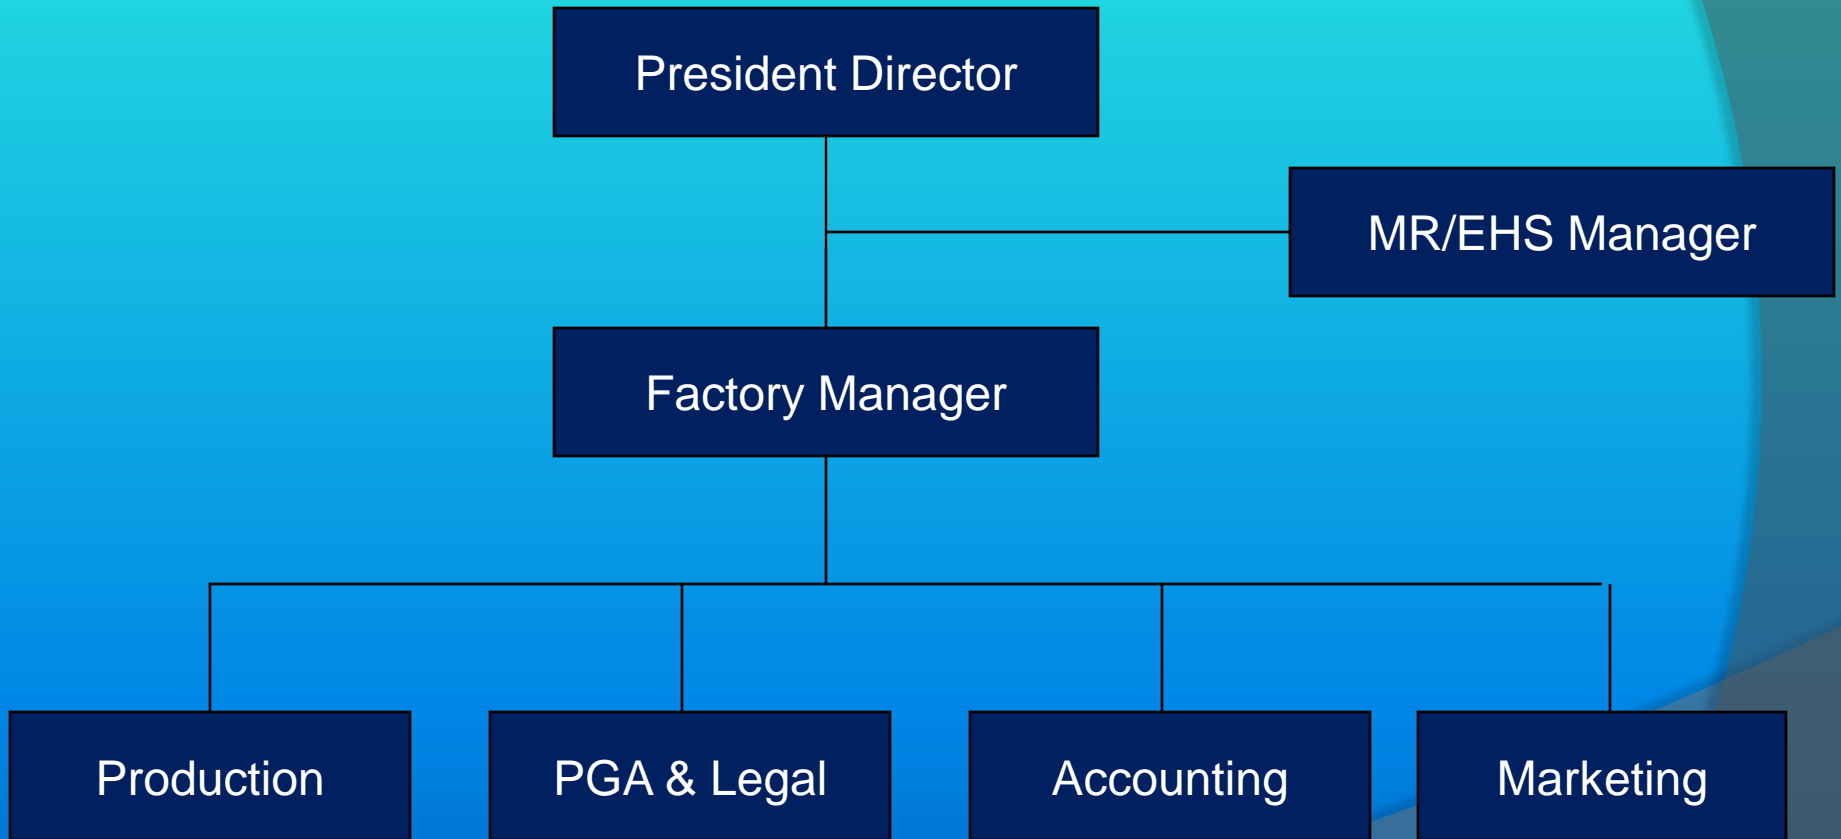 President Director
MR/EHS Manager
Factory Manager
Production
PGA & Legal
Accounting
Marketing